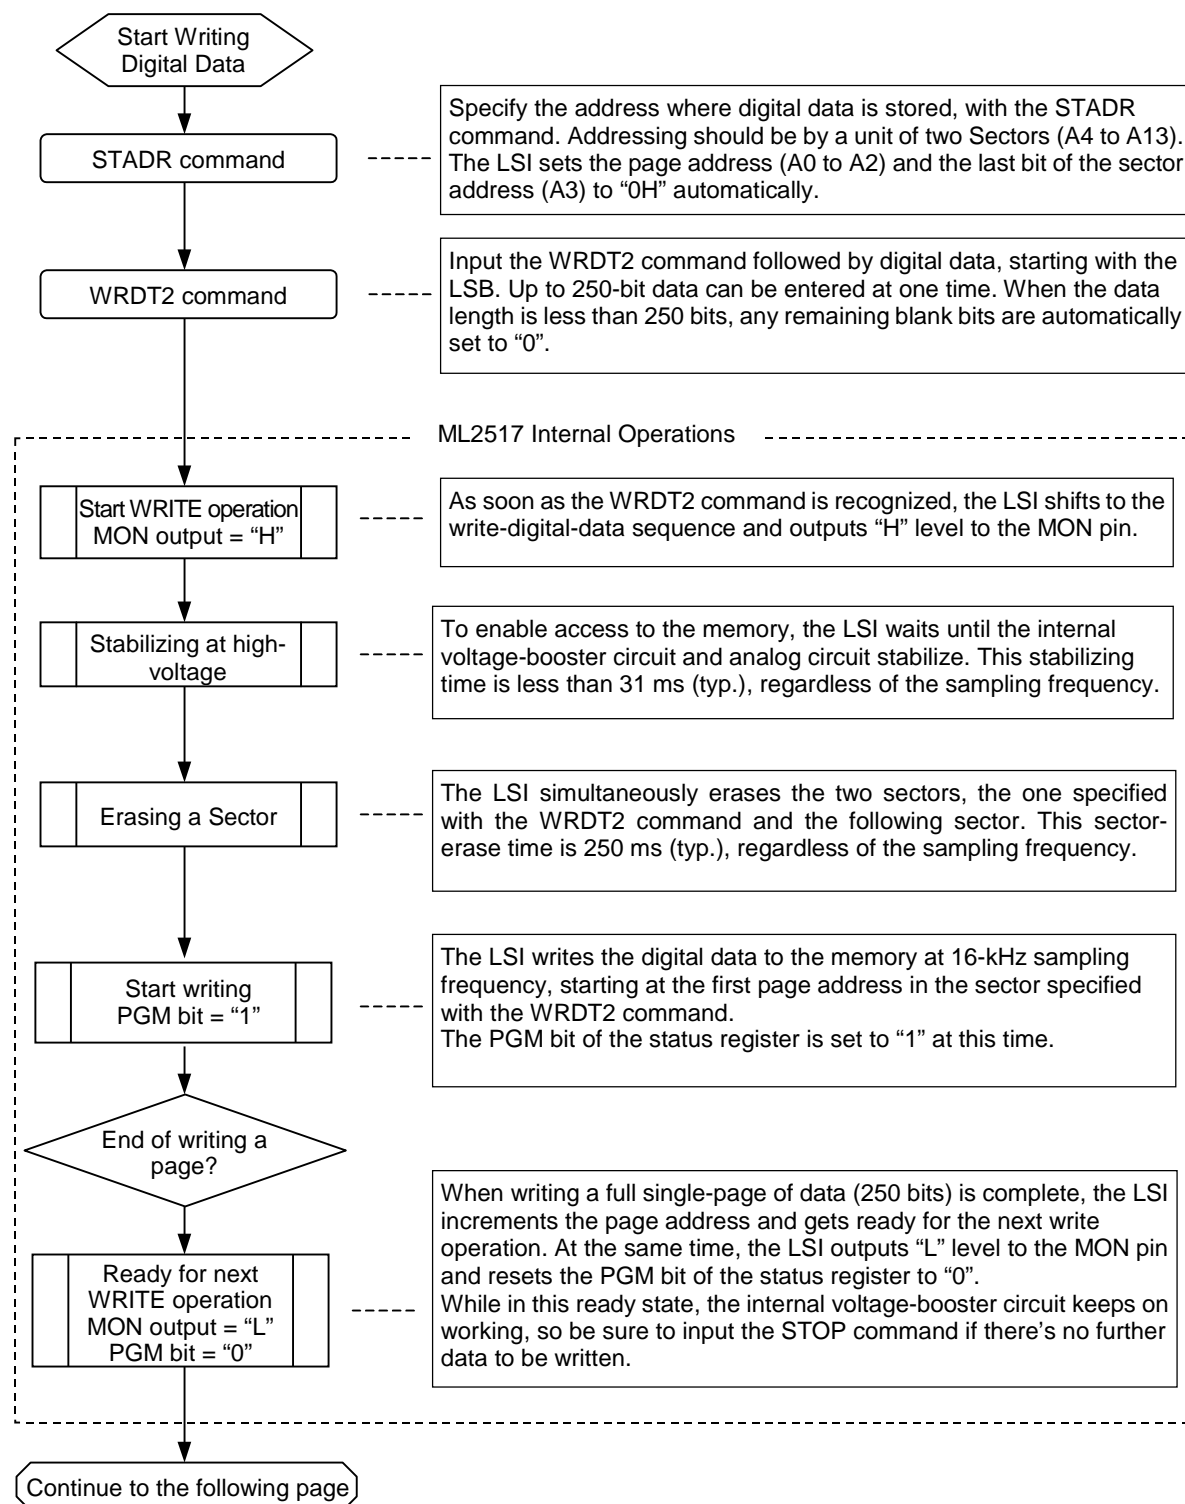 Start Writing
Digital Data
STADR command
Specify the address where digital data is stored, with the STADR
command. Addressing should be by a unit of two Sectors (A4 to A13).
The LSI sets the page address (A0 to A2) and the last bit of the sector
address (A3) to “0H” automatically.
WRDT2 command
Input the WRDT2 command followed by digital data, starting with the
LSB. Up to 250-bit data can be entered at one time. When the data
length is less than 250 bits, any remaining blank bits are automatically
set to “0”.
ML2517 Internal Operations
Start WRITE operation
MON output = “H”
As soon as the WRDT2 command is recognized, the LSI shifts to the
write-digital-data sequence and outputs “H” level to the MON pin.
Stabilizing at high-
voltage
To enable access to the memory, the LSI waits until the internal
voltage-booster circuit and analog circuit stabilize. This stabilizing
time is less than 31 ms (typ.), regardless of the sampling frequency.
Erasing a Sector
The LSI simultaneously erases the two sectors, the one specified
with the WRDT2 command and the following sector. This sector-
erase time is 250 ms (typ.), regardless of the sampling frequency.
Start writing
PGM bit = “1”
The LSI writes the digital data to the memory at 16-kHz sampling
frequency, starting at the first page address in the sector specified
with the WRDT2 command.
The PGM bit of the status register is set to “1” at this time.
End of writing a
page?
When writing a full single-page of data (250 bits) is complete, the LSI
increments the page address and gets ready for the next write
operation. At the same time, the LSI outputs “L” level to the MON pin
and resets the PGM bit of the status register to “0”.
While in this ready state, the internal voltage-booster circuit keeps on
working, so be sure to input the STOP command if there’s no further
data to be written.
Ready for next
WRITE operation
MON output = “L”
PGM bit = “0”
Continue to the following page